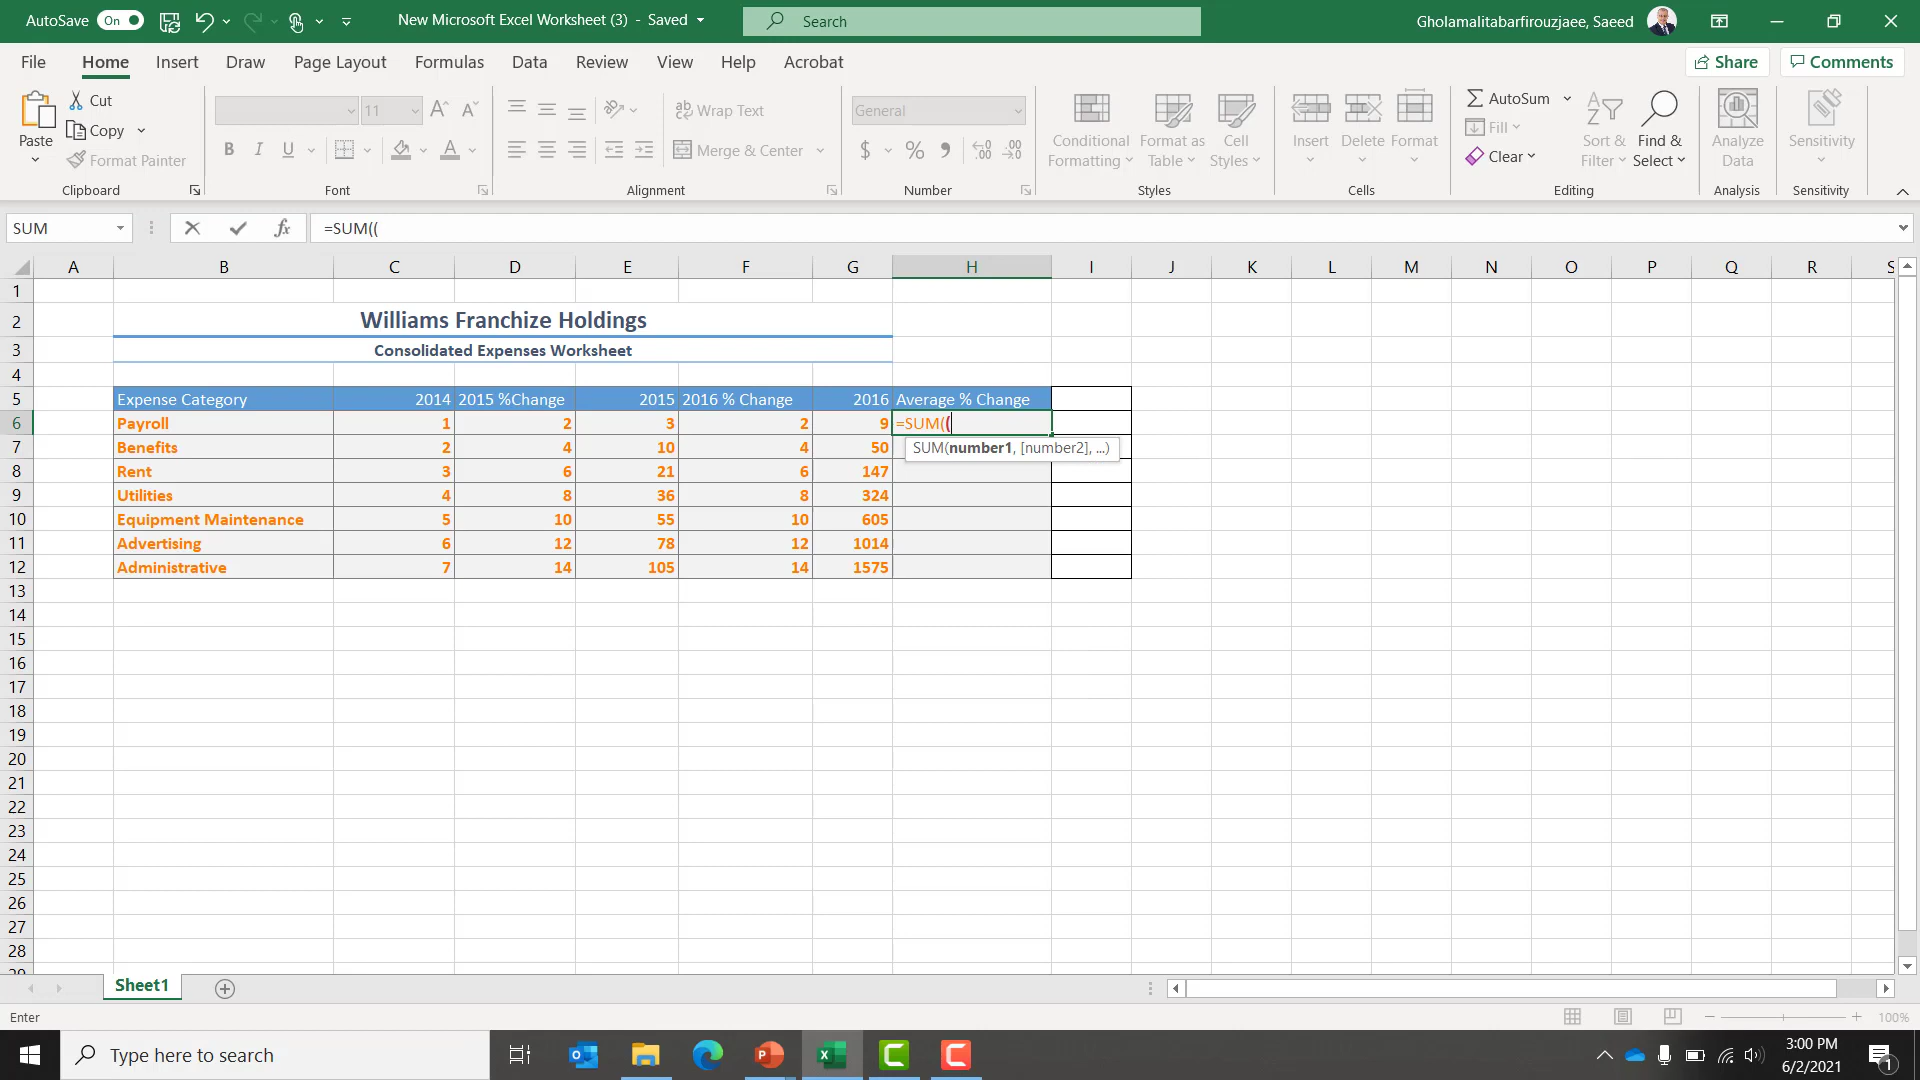 AutoSave On New Microsoft Excel Worksheet (3) - Saved Search Gholamalitabarfirouzjaee, Saeed
File Home Insert Draw Page Layout Formulas Data Review View Help Acrobat Share Comments
Paste Cut Copy Format Painter Clipboard
11 B I U Font
Wrap Text Merge & Center Alignment
General $ % 9 .00 Number
Conditional Formatting Format as Table Cell Styles Styles
Insert Delete Format Cells
AutoSum Fill Clear Sort & Filter Find & Select Editing
Analyze Data Analysis
Sensitivity Sensitivity
SUM fx =SUM((
A B C D E F G H I J K L M N O P Q R S
1
2 Williams Franchize Holdings
3 Consolidated Expenses Worksheet
4
5 Expense Category 2014 2015 %Change 2015 2016 % Change 2016 Average % Change
6 Payroll 1 2 3 2 9 =SUM((
SUM(number1, [number2], ...)
7 Benefits 2 4 10 4 50
8 Rent 3 6 21 6 147
9 Utilities 4 8 36 8 324
10 Equipment Maintenance 5 10 55 10 605
11 Advertising 6 12 78 12 1014
12 Administrative 7 14 105 14 1575
13
14
15
16
17
18
19
20
21
22
23
24
25
26
27
28
29
Sheet1
Enter 100%
Type here to search 3:00 PM
6/2/2021 1